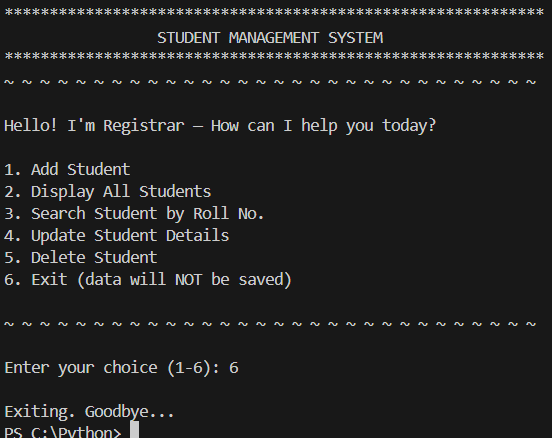 ************************************************************
STUDENT MANAGEMENT SYSTEM
************************************************************
~ ~ ~ ~ ~ ~ ~ ~ ~ ~ ~ ~ ~ ~ ~ ~ ~ ~ ~ ~ ~ ~ ~ ~ ~ ~ ~ ~ ~ ~
Hello! I'm Registrar — How can I help you today?
1. Add Student
2. Display All Students
3. Search Student by Roll No.
4. Update Student Details
5. Delete Student
6. Exit (data will NOT be saved)
~ ~ ~ ~ ~ ~ ~ ~ ~ ~ ~ ~ ~ ~ ~ ~ ~ ~ ~ ~ ~ ~ ~ ~ ~ ~ ~ ~ ~ ~
Enter your choice (1-6): 6
Exiting. Goodbye...
PS C:\Python>